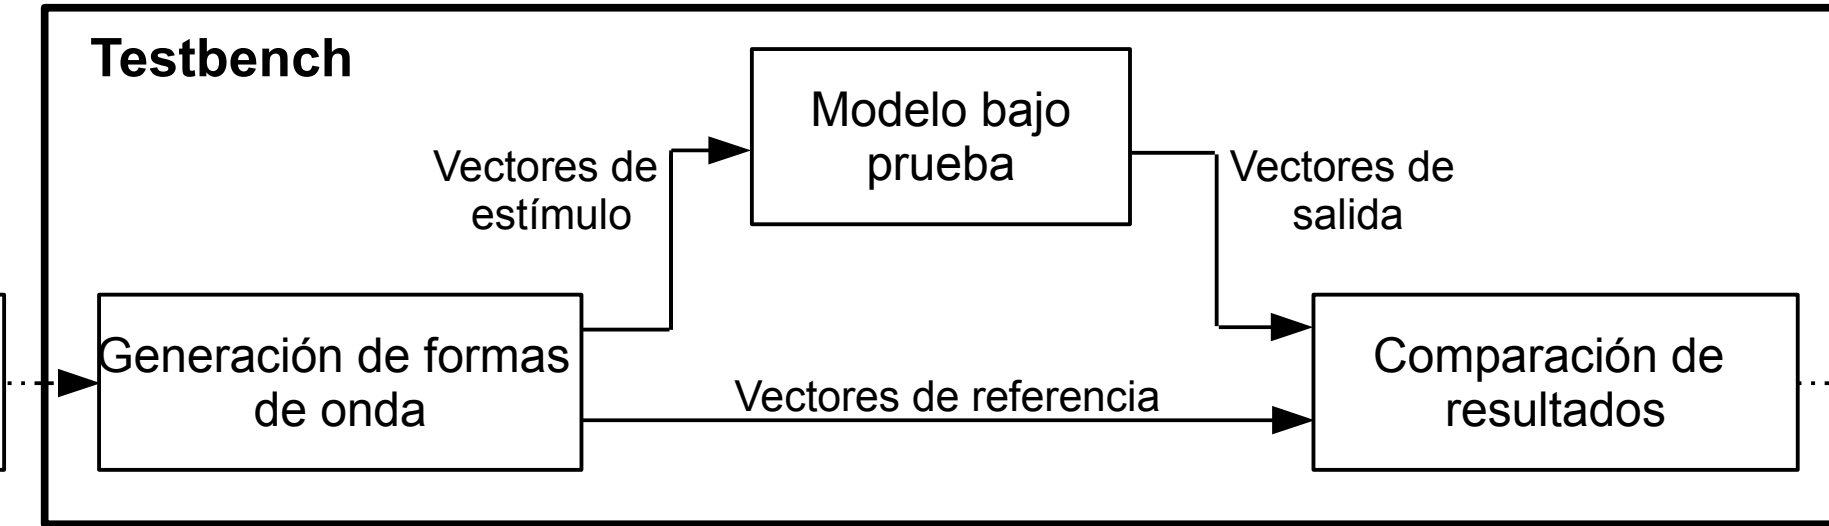 Testbench
Modelo bajo
prueba
Vectores de
estímulo
Vectores de
salida
Generación de formas
de onda
Vectores de referencia
Comparación de
resultados